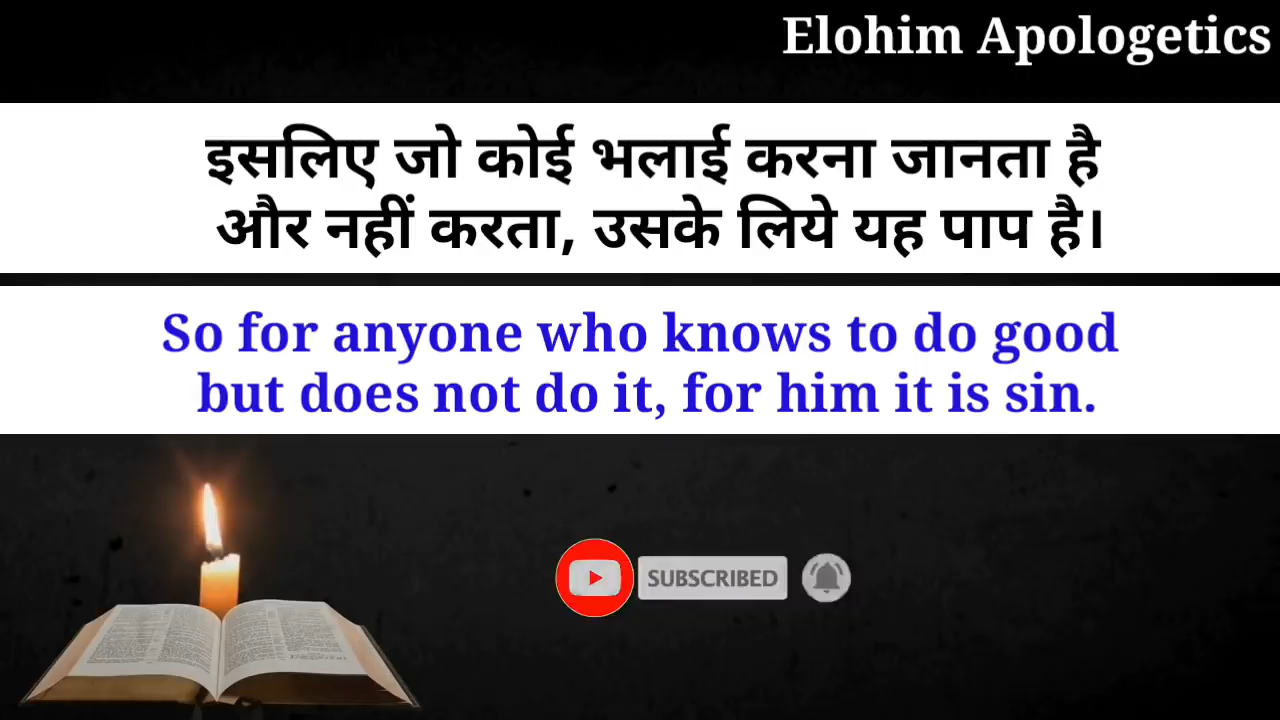 Elohim Apologetics
इसलिए जो कोई भलाई करना जानता है
और नहीं करता, उसके लिये यह पाप है।
So for anyone who knows to do good
but does not do it, for him it is sin.
SUBSCRIBED